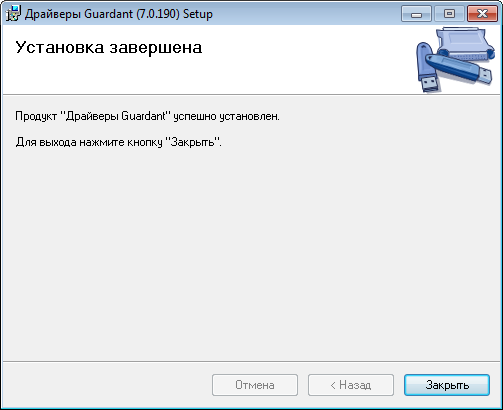 Драйверы Guardant (7.0.190) Setup
Установка завершена
Продукт "Драйверы Guardant" успешно установлен.
Для выхода нажмите кнопку "Закрыть".
Отмена
< Назад
Закрыть